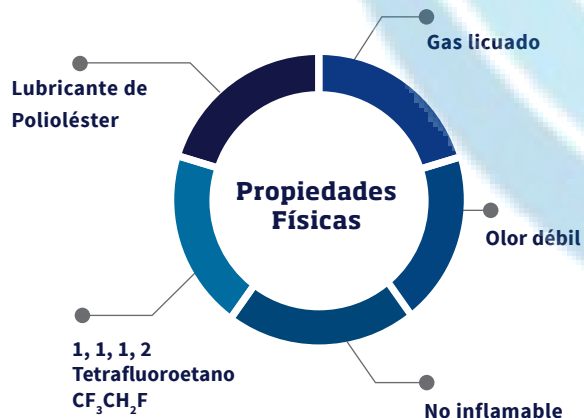 Gas licuado
Lubricante de
Polioléster
Propiedades
Físicas
Olor débil
1, 1, 1, 2
Tetrafluoroetano
CF₃CH₂F
No inflamable